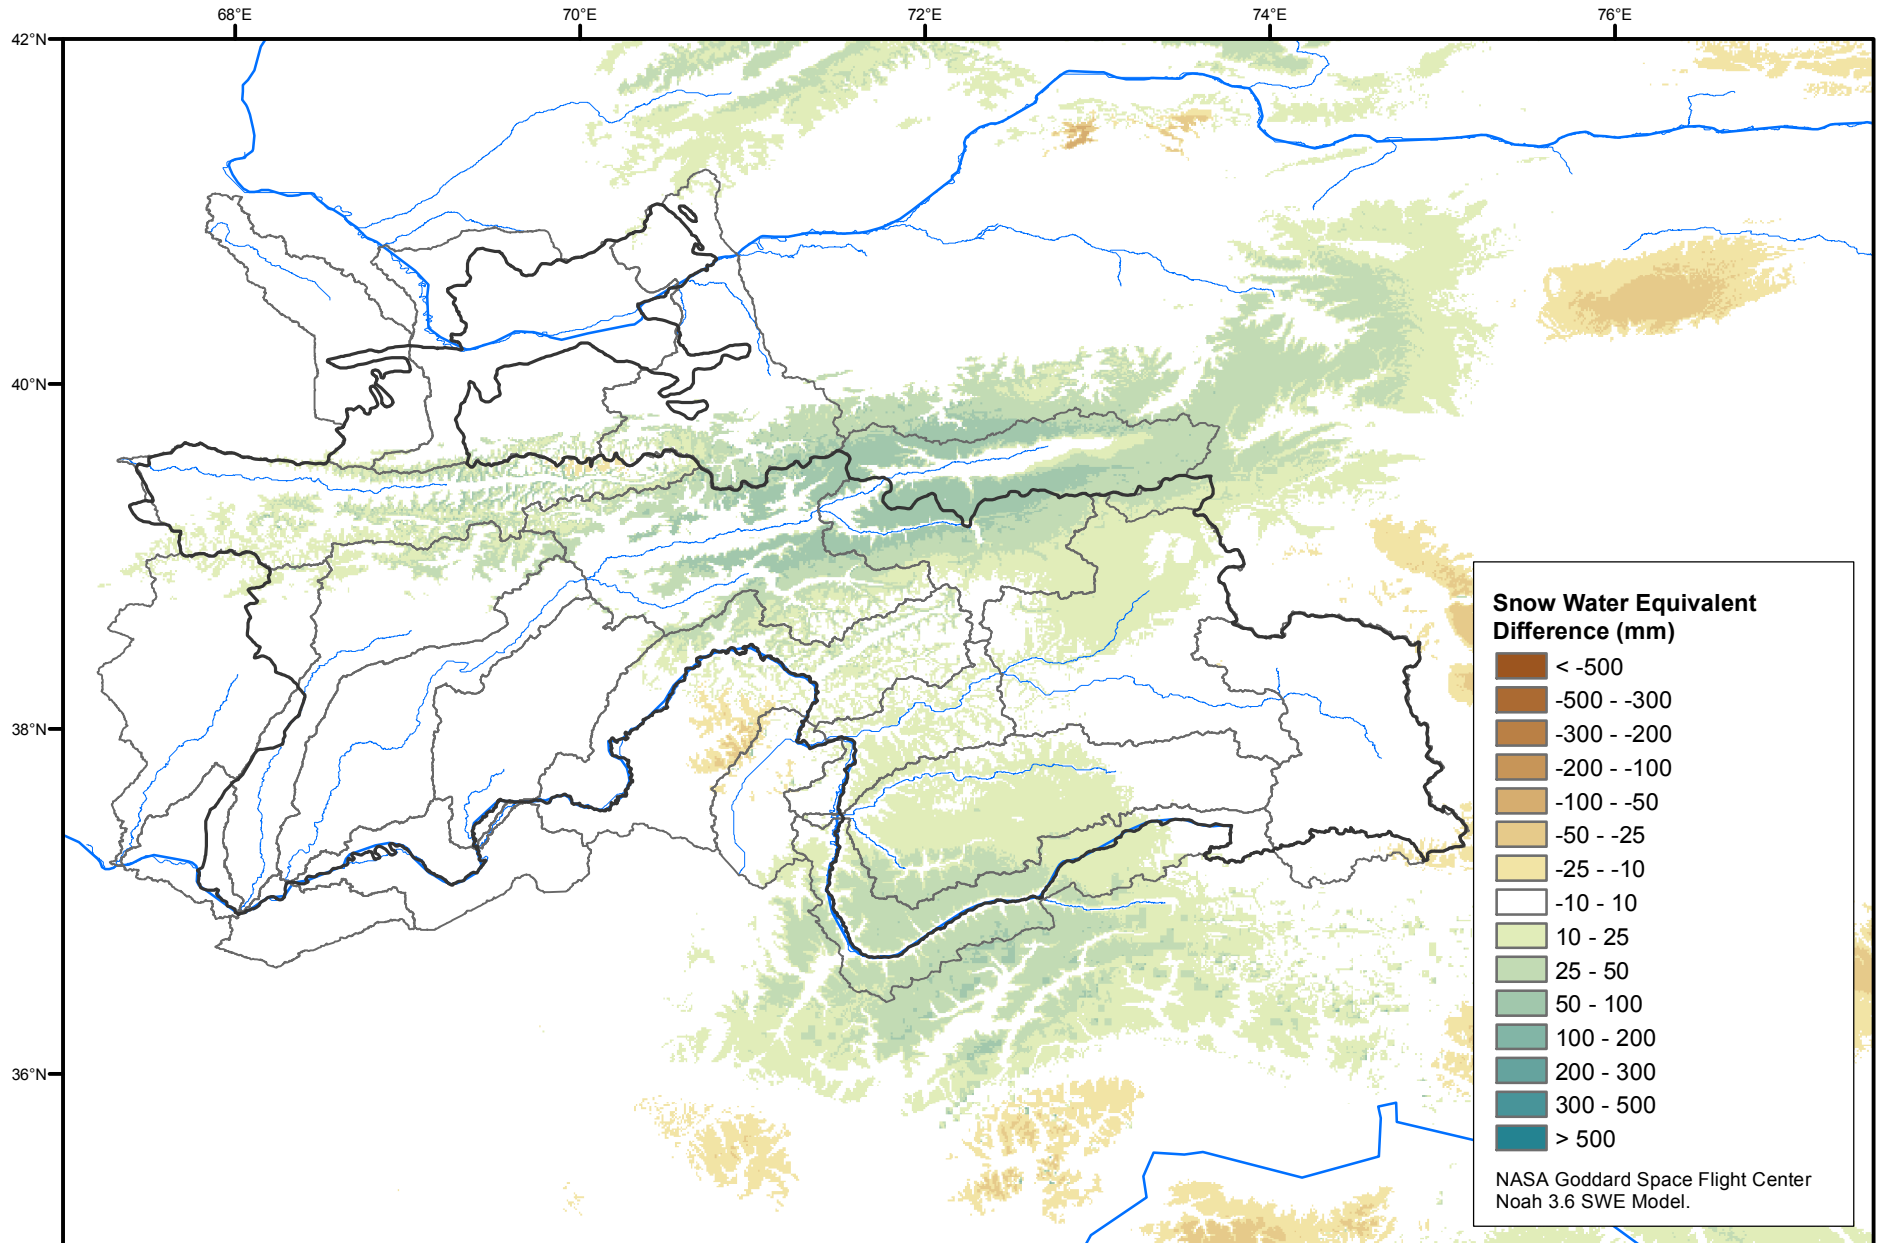 68°E 70°E 72°E 74°E 76°E
42°N
40°N
38°N
36°N
Snow Water Equivalent
Difference (mm)
< -500
-500 - -300
-300 - -200
-200 - -100
-100 - -50
-50 - -25
-25 - -10
-10 - 10
10 - 25
25 - 50
50 - 100
100 - 200
200 - 300
300 - 500
> 500
NASA Goddard Space Flight Center
Noah 3.6 SWE Model.